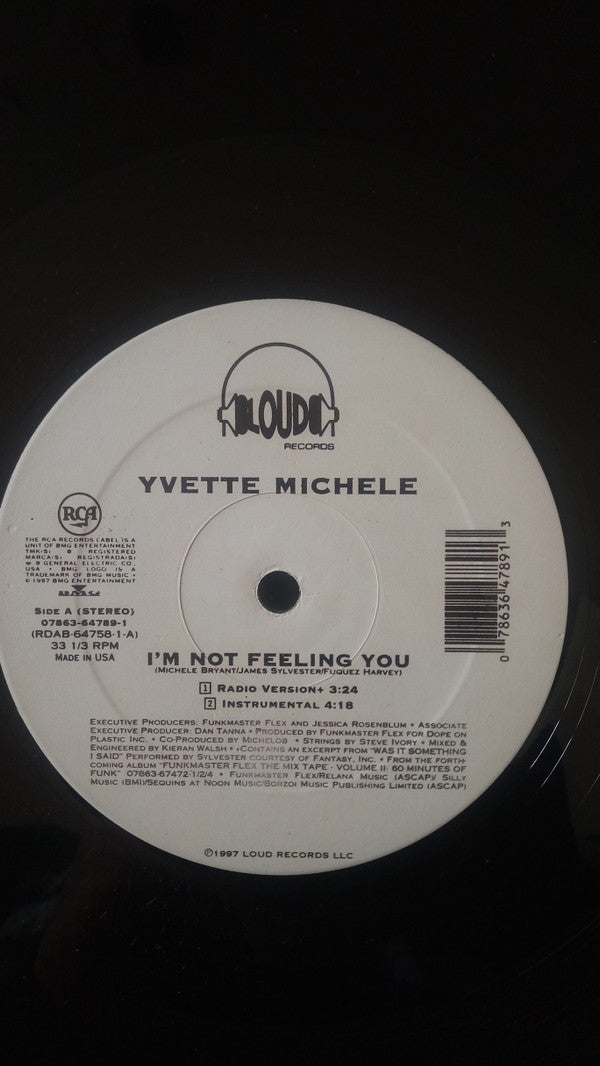 LOUD
RECORDS
YVETTE MICHELE
RCA
THE RCA RECORDS LABEL IS A
UNIT OF BMG ENTERTAINMENT
TMK(S) ® REGISTERED
MARCA(S) REGISTRADA(S)
® GENERAL ELECTRIC CO.,
USA • BMG LOGO IS A
TRADEMARK OF BMG MUSIC •
© 1997 BMG ENTERTAINMENT
BMG
SIDE A (STEREO)
07863-64789-1
(RDAB-64758-1-A)
33 1/3 RPM
MADE IN USA
0 78636 47891 3
I'M NOT FEELING YOU
(MICHELE BRYANT/JAMES SYLVESTER/FUQUEZ HARVEY)
1 RADIO VERSION+ 3:24
2 INSTRUMENTAL 4:18
EXECUTIVE PRODUCERS: FUNKMASTER FLEX AND JESSICA ROSENBLUM • ASSOCIATE
EXECUTIVE PRODUCER: DAN TANNA • PRODUCED BY FUNKMASTER FLEX FOR DOPE ON
PLASTIC INC. • CO-PRODUCED BY MICHELOB • STRINGS BY STEVE IVORY • MIXED &
ENGINEERED BY KIERAN WALSH • +CONTAINS AN EXCERPT FROM "WAS IT SOMETHING
I SAID" PERFORMED BY SYLVESTER COURTESY OF FANTASY, INC. • FROM THE FORTH-
COMING ALBUM "FUNKMASTER FLEX THE MIX TAPE - VOLUME II: 60 MINUTES OF
FUNK" 07863-67472-1/2/4 • FUNKMASTER FLEX/RELANA MUSIC (ASCAP)/ SILLY
MUSIC (BMI)/SEQUINS AT NOON MUSIC/BORZOI MUSIC PUBLISHING LIMITED (ASCAP)
℗1997 LOUD RECORDS LLC